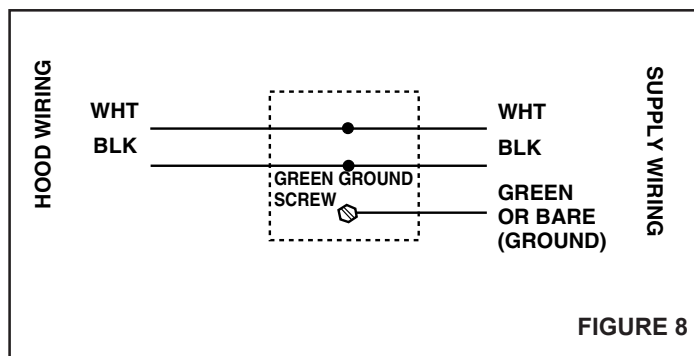 HOOD WIRING
WHT
BLK
GREEN GROUND
SCREW
WHT
BLK
GREEN
OR BARE
(GROUND)
SUPPLY WIRING
FIGURE 8